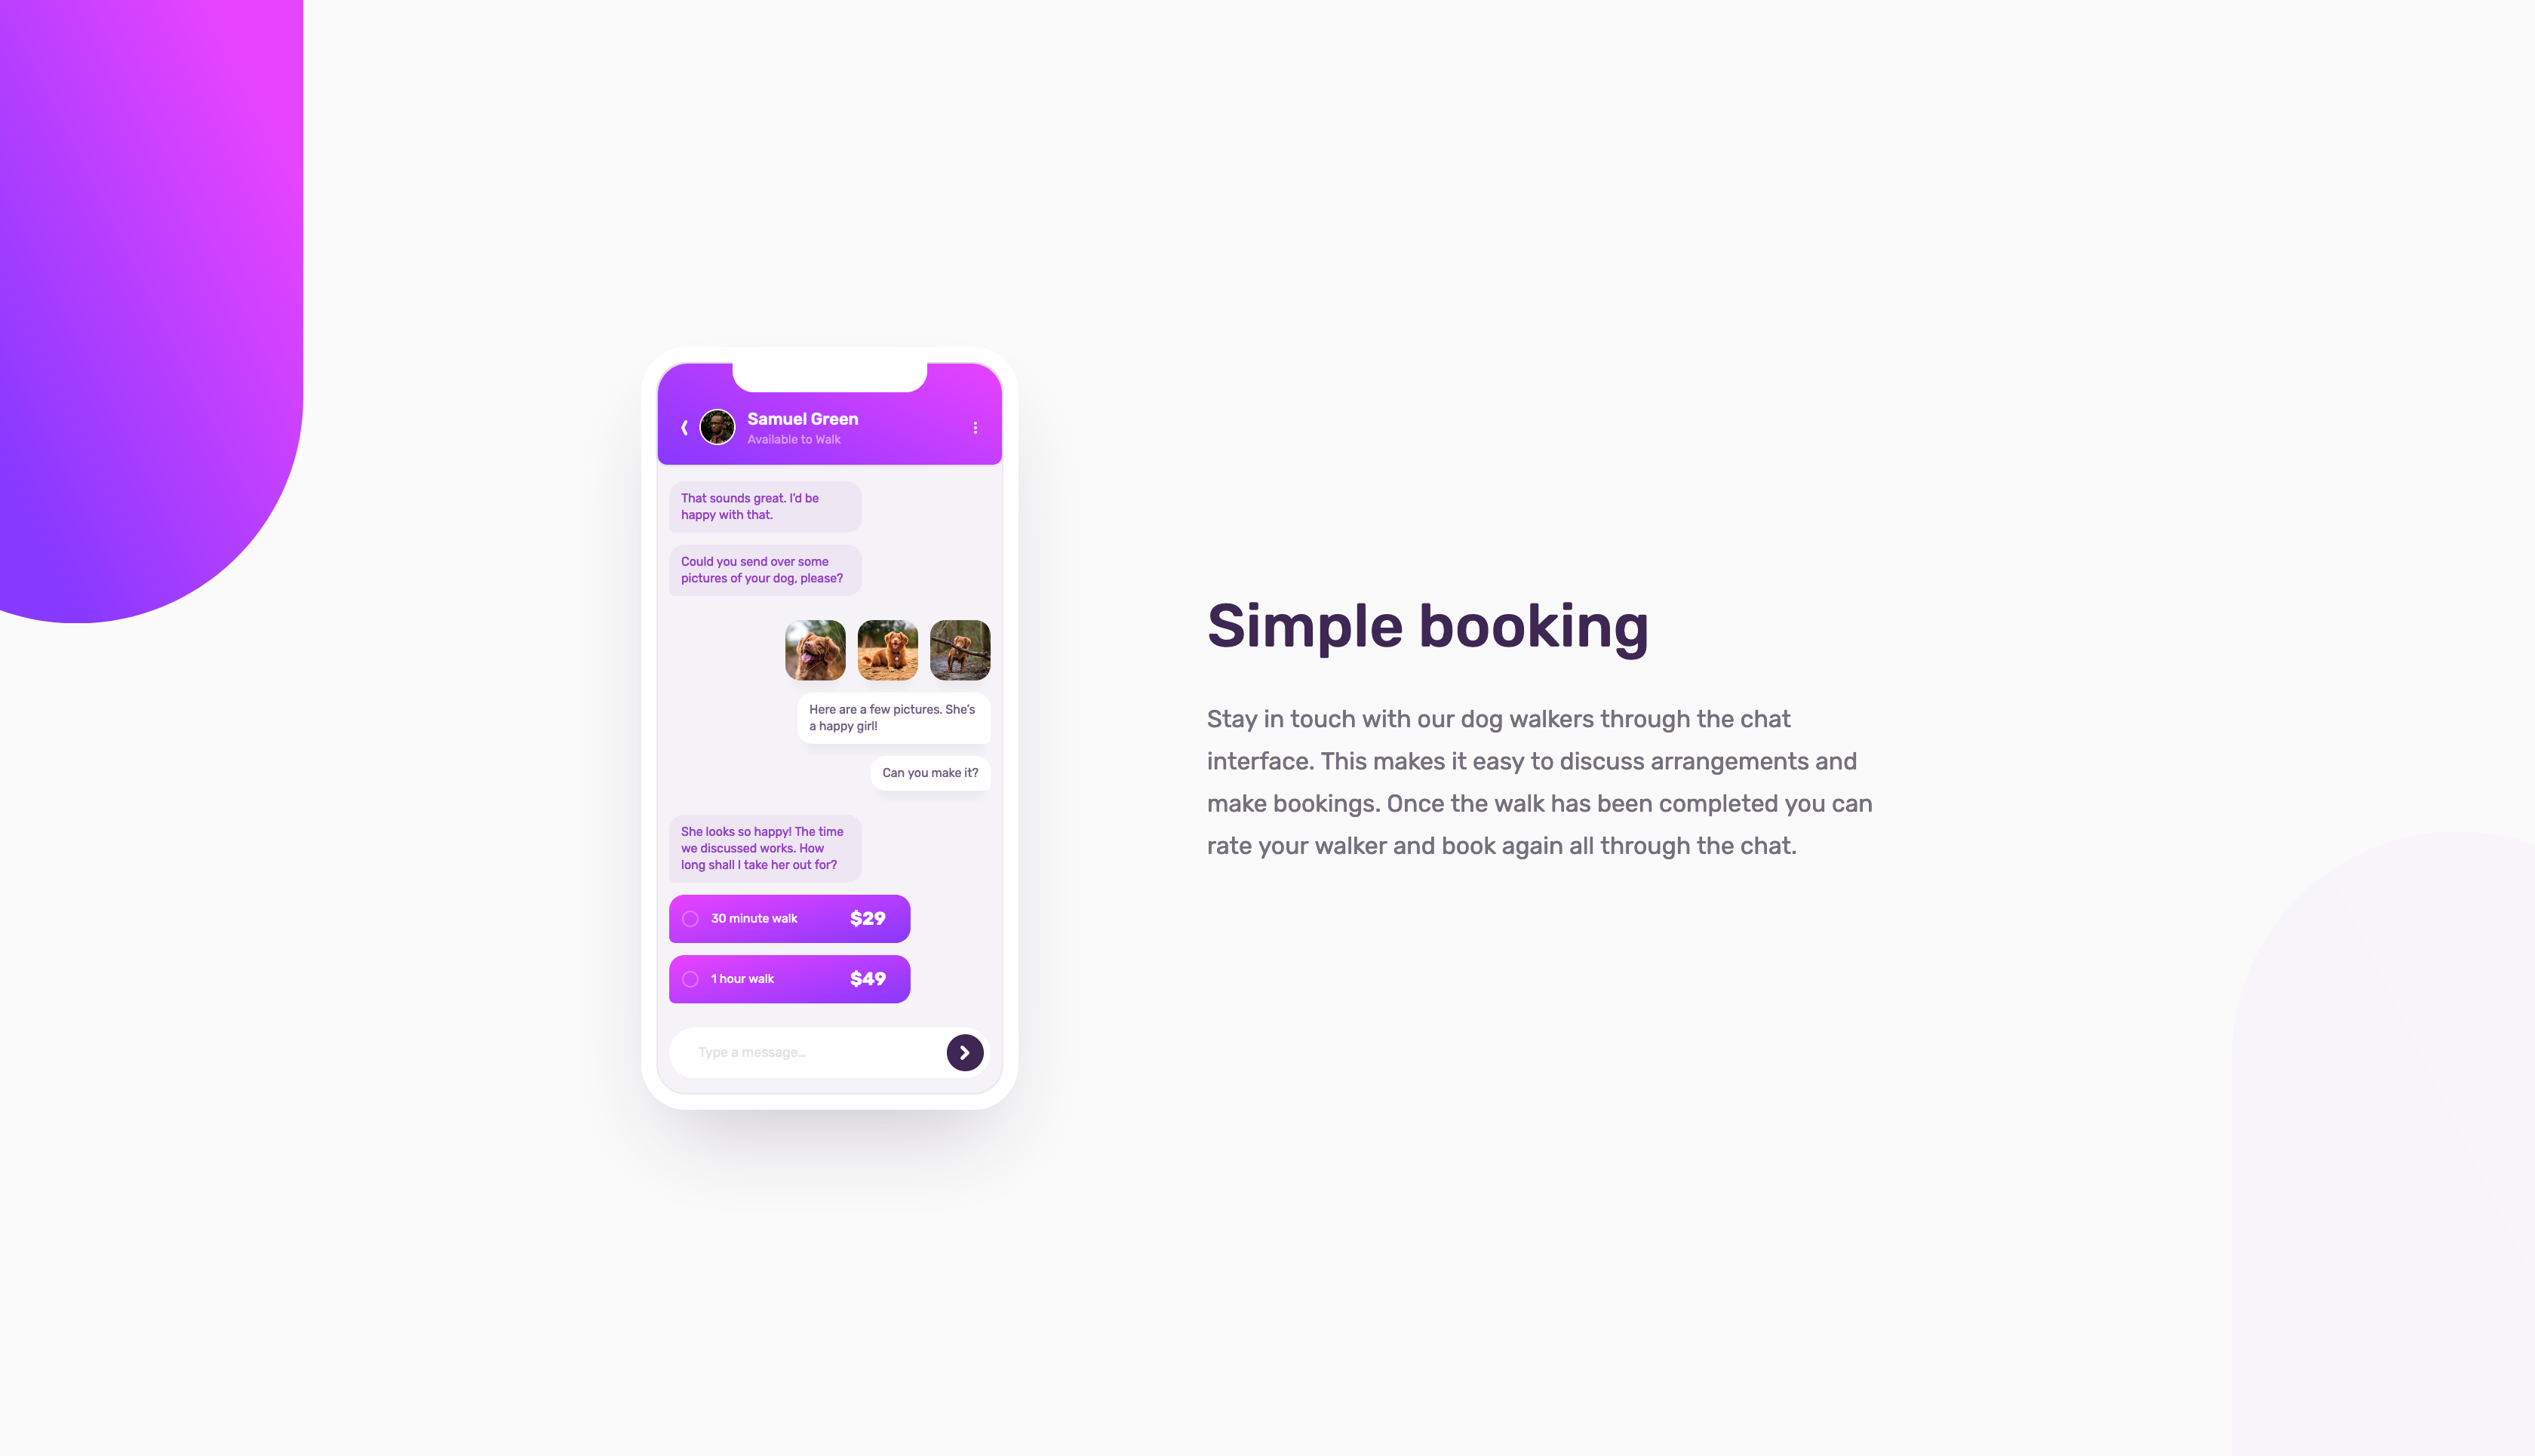 Samuel Green
Available to Walk
That sounds great. I’d be
happy with that.
Could you send over some
pictures of your dog, please?
Here are a few pictures. She’s
a happy girl!
Can you make it?
She looks so happy! The time
we discussed works. How
long shall I take her out for?
30 minute walk $29
1 hour walk $49
Type a message…
Simple booking
Stay in touch with our dog walkers through the chat
interface. This makes it easy to discuss arrangements and
make bookings. Once the walk has been completed you can
rate your walker and book again all through the chat.